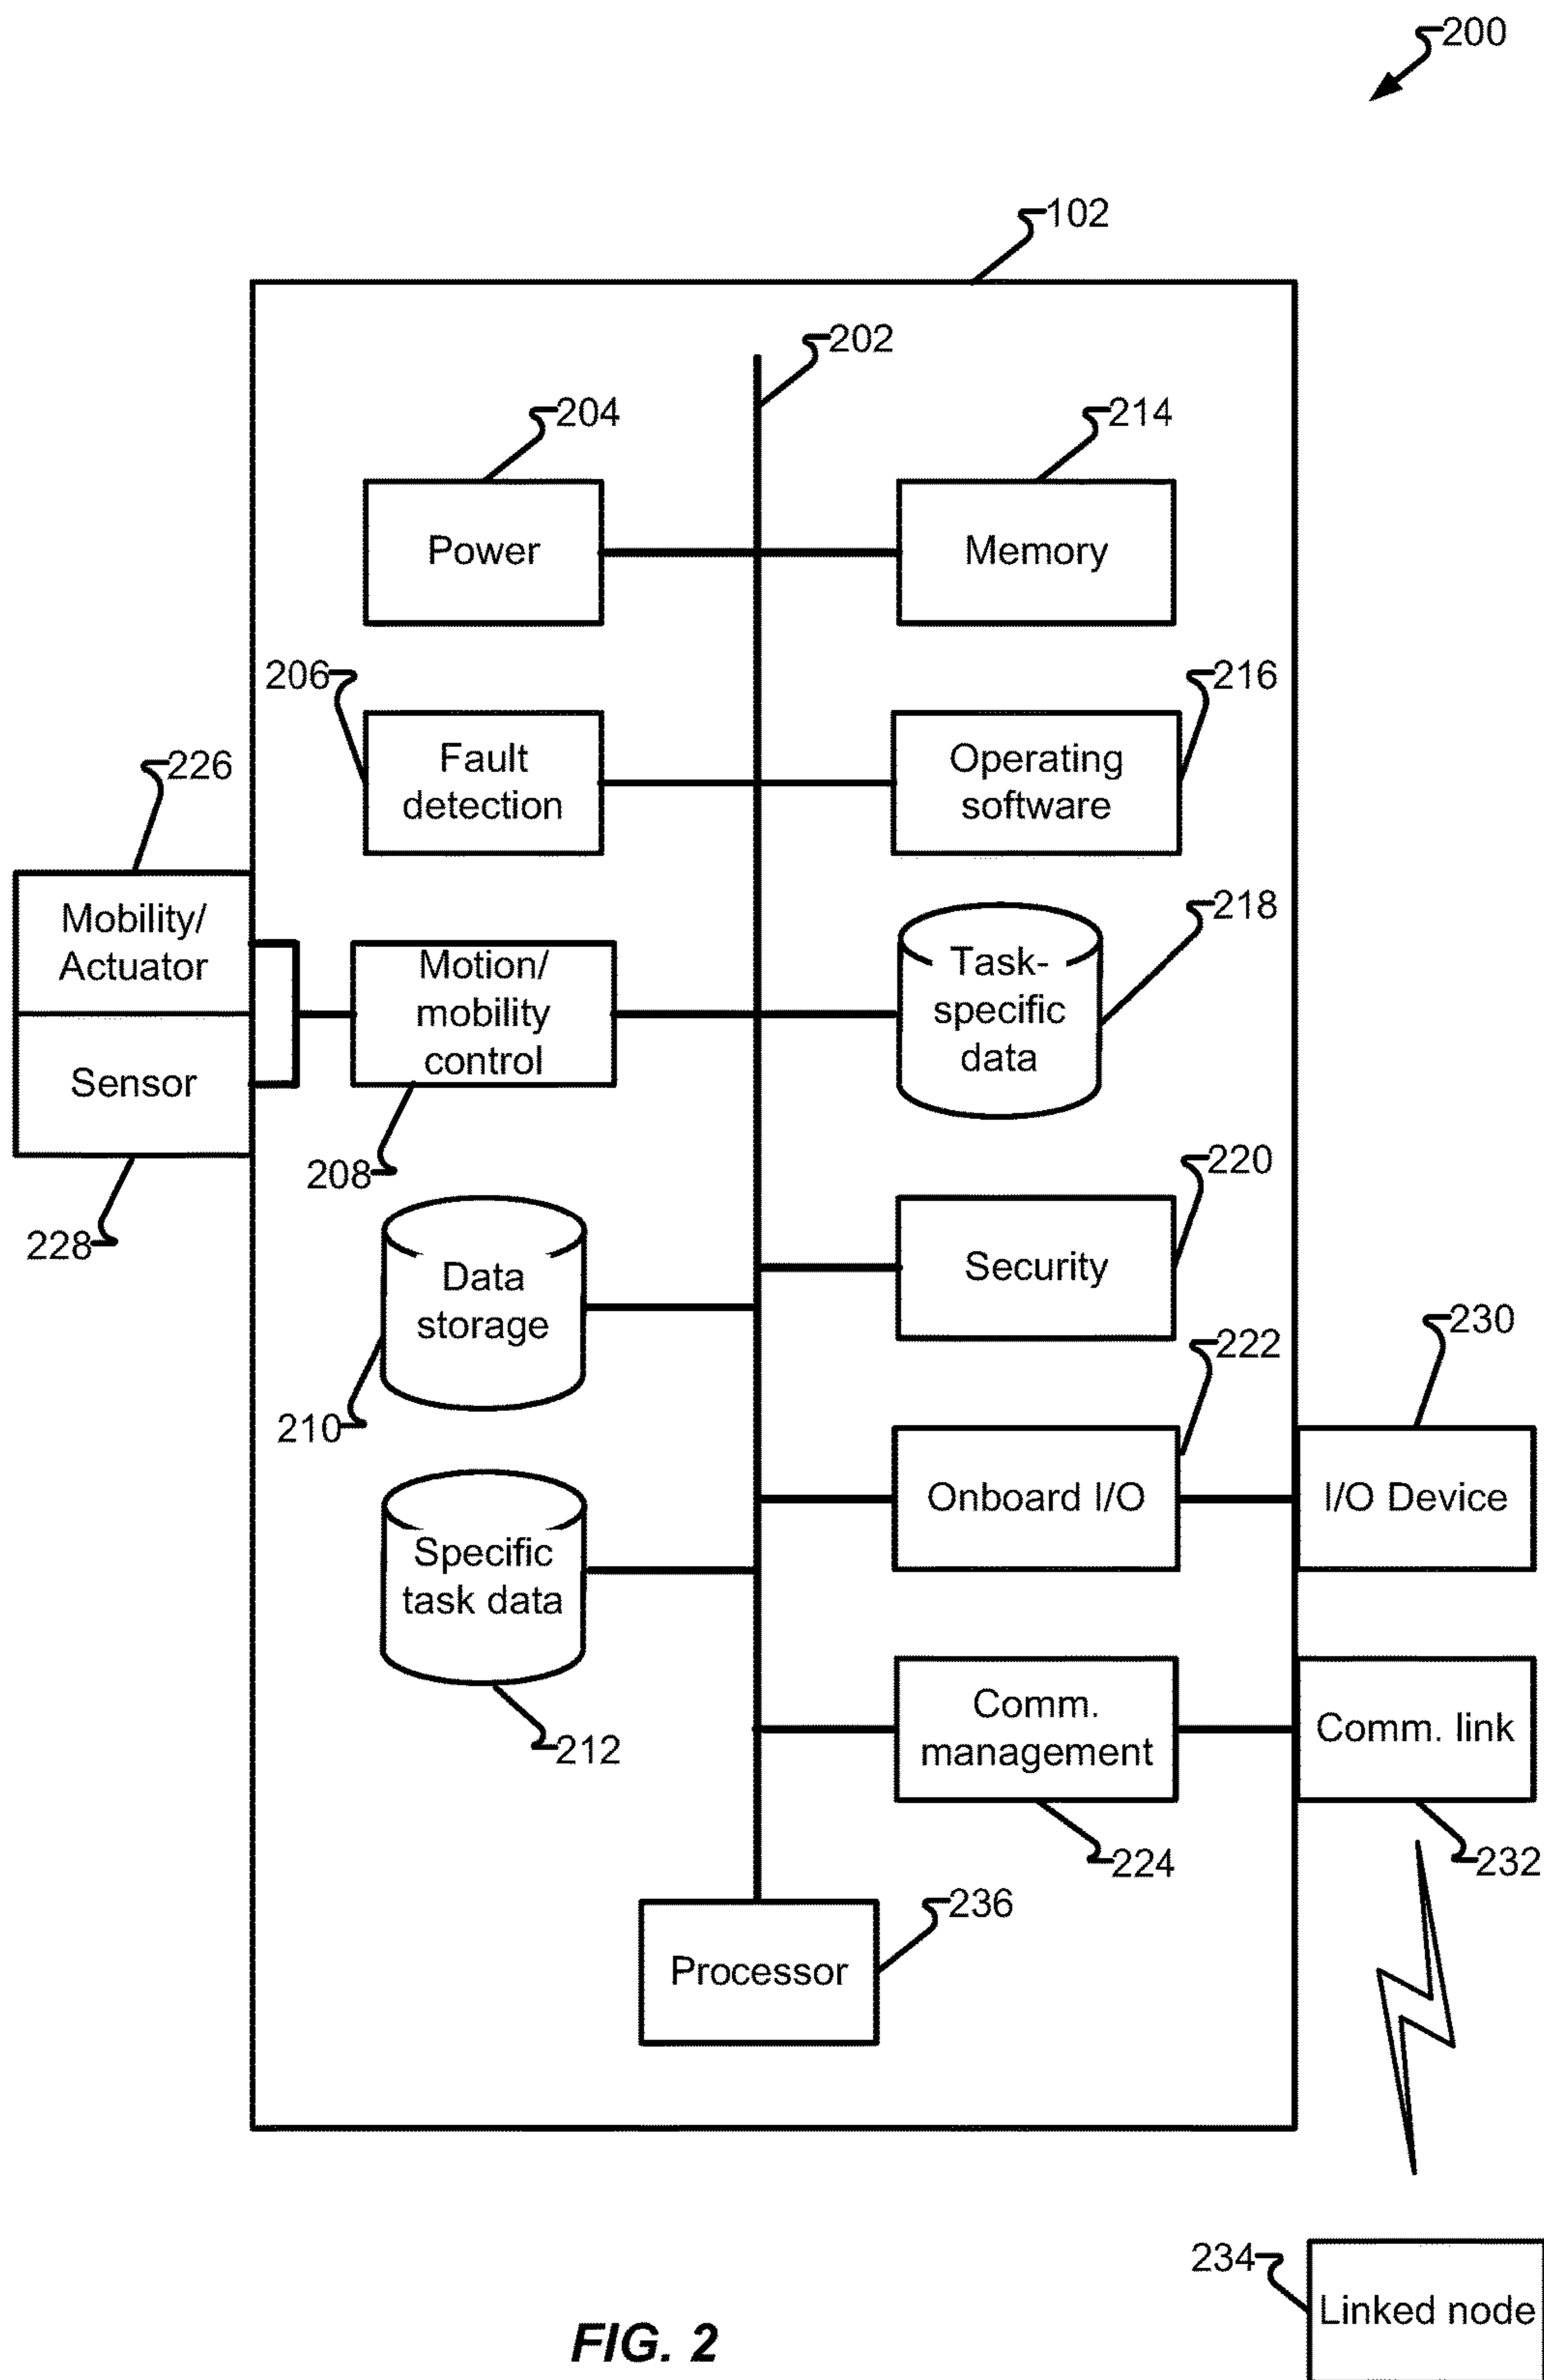 200
102
202
204
214
Power
Memory
206
216
Fault
detection
Operating
software
226
218
Mobility/
Actuator
Motion/
mobility
control
Task-
specific
data
Sensor
208
220
228
Data
storage
Security
230
222
210
Onboard I/O
I/O Device
Specific
task data
Comm.
management
Comm. link
212
224
232
236
Processor
234
Linked node
FIG. 2